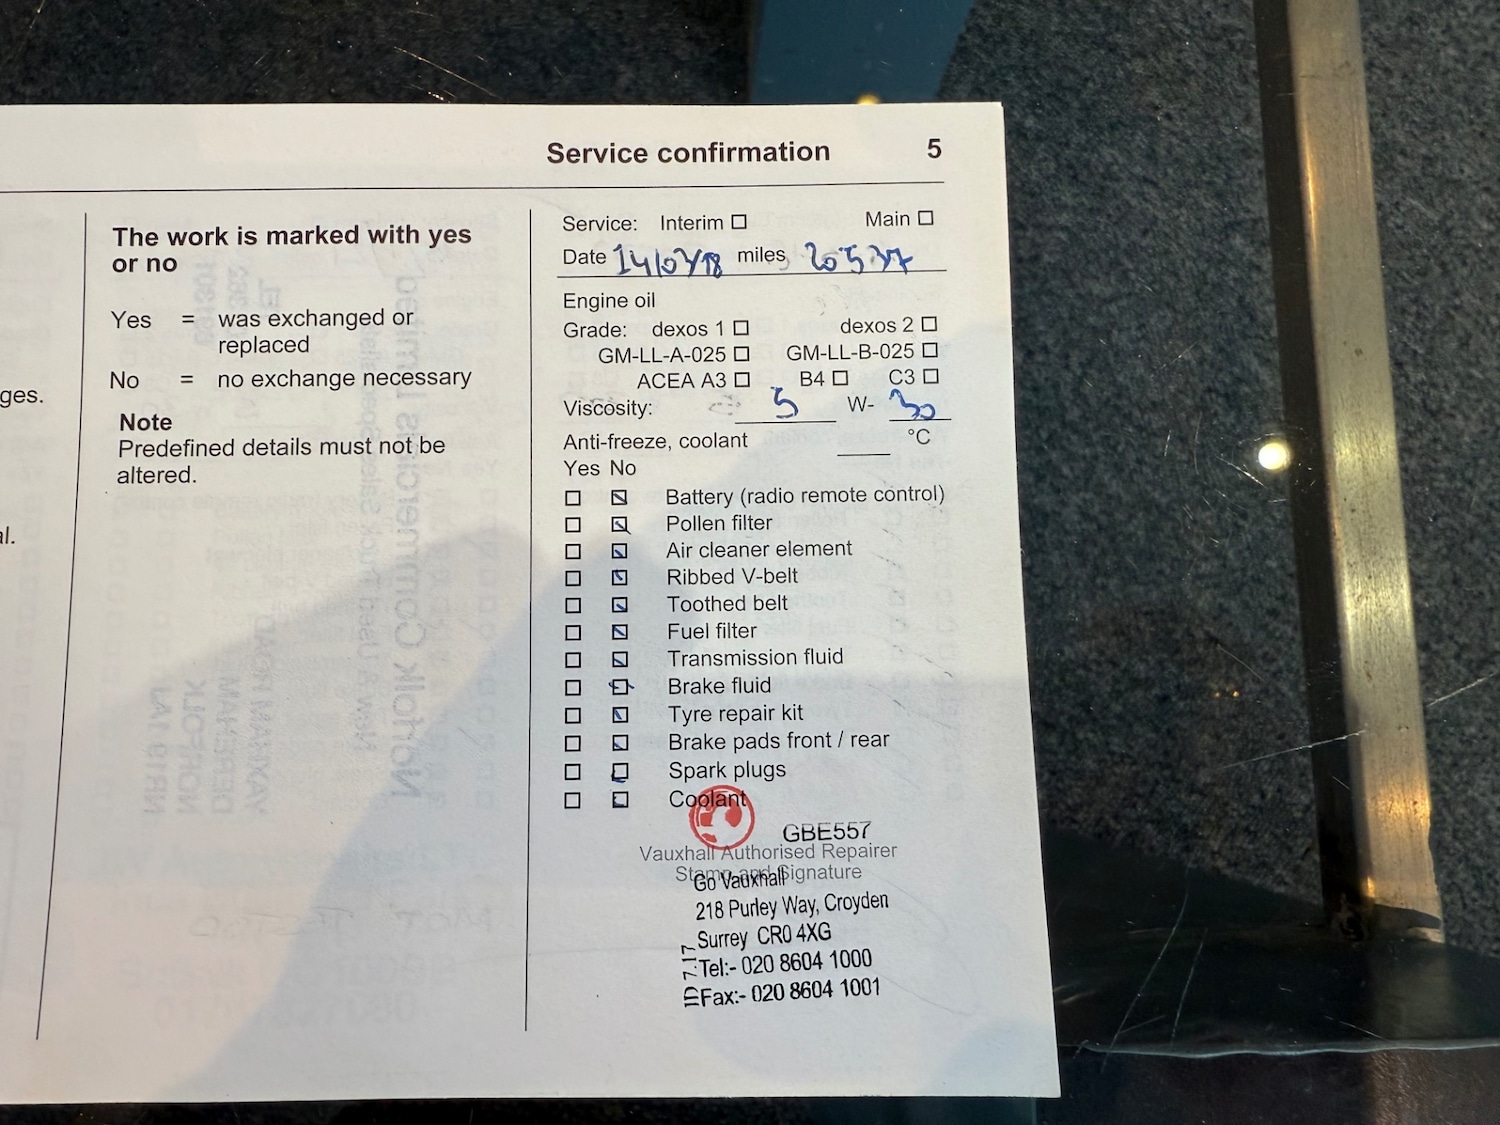 Service confirmation 5
ges.
al.
The work is marked with yes
or no
Yes = was exchanged or
replaced
No = no exchange necessary
Note
Predefined details must not be
altered.
Service: Interim ☐ Main ☐
Date 14/03/18 miles 20537
Engine oil
Grade: dexos 1 ☐ dexos 2 ☐
GM-LL-A-025 ☐ GM-LL-B-025 ☐
ACEA A3 ☐ B4 ☐ C3 ☐
Viscosity: 5 W- 30
Anti-freeze, coolant °C
Yes No
Battery (radio remote control)
Pollen filter
Air cleaner element
Ribbed V-belt
Toothed belt
Fuel filter
Transmission fluid
Brake fluid
Tyre repair kit
Brake pads front / rear
Spark plugs
Coolant
GBE557
Vauxhall Authorised Repairer
Stamp and Signature
Go Vauxhall
218 Purley Way, Croyden
Surrey CR0 4XG
Tel:- 020 8604 1000
Fax:- 020 8604 1001